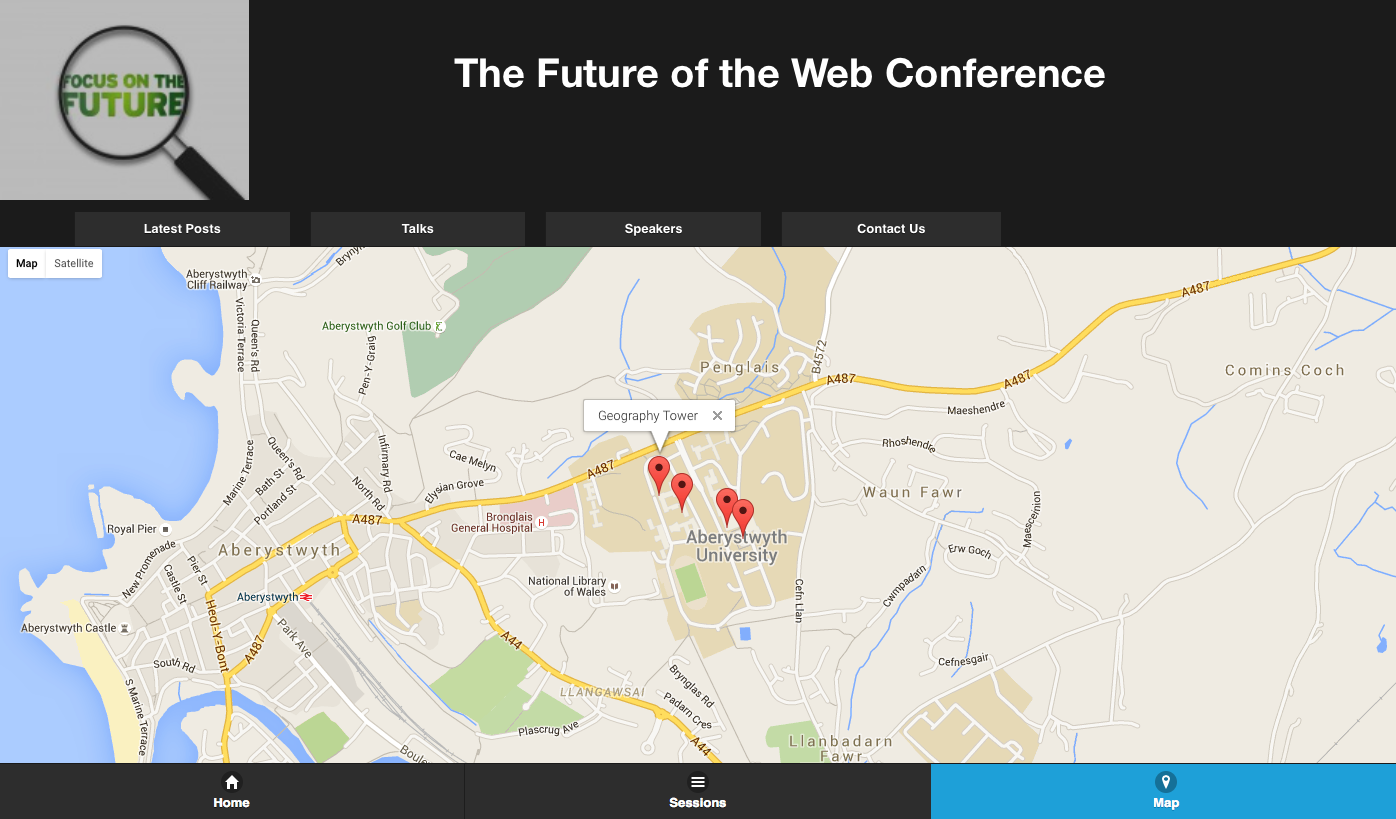 FOCUS ON THE
FUTURE
The Future of the Web Conference
Latest Posts
Talks
Speakers
Contact Us
Map
Satellite
Aberystwyth
Cliff Railway
Victoria Terrace
Queen's Rd
Aberystwyth Golf Club
Pen-Y-Graig
B4572
A487
Penglais
A487
A487
Comins Coch
Geography Tower
Maeshendre
Rhoshendre
Cae Melyn
Elysian Grove
A487
Infirmary Rd
Marine Terrace
Queen's Rd
Bath St
Portland St
North Rd
A487
Bronglais
General Hospital
H
Waun Fawr
Maesceinion
Royal Pier
New Promenade
Aberystwyth
Pier St
Castle St
Aberystwyth
University
Erw Goch
National Library
of Wales
Cefn Llan
Cwmpadarn
Aberystwyth
Heol-Y-Bont
Aberystwyth Castle
Park Ave
A487
A44
South Rd
S Marine Terrace
Cefnesgair
LLANGAWSAI
Brynglas Rd
Padarn Cres
Plascrug Ave
A44
Llanbadarn
Fawr
Home
Sessions
Map